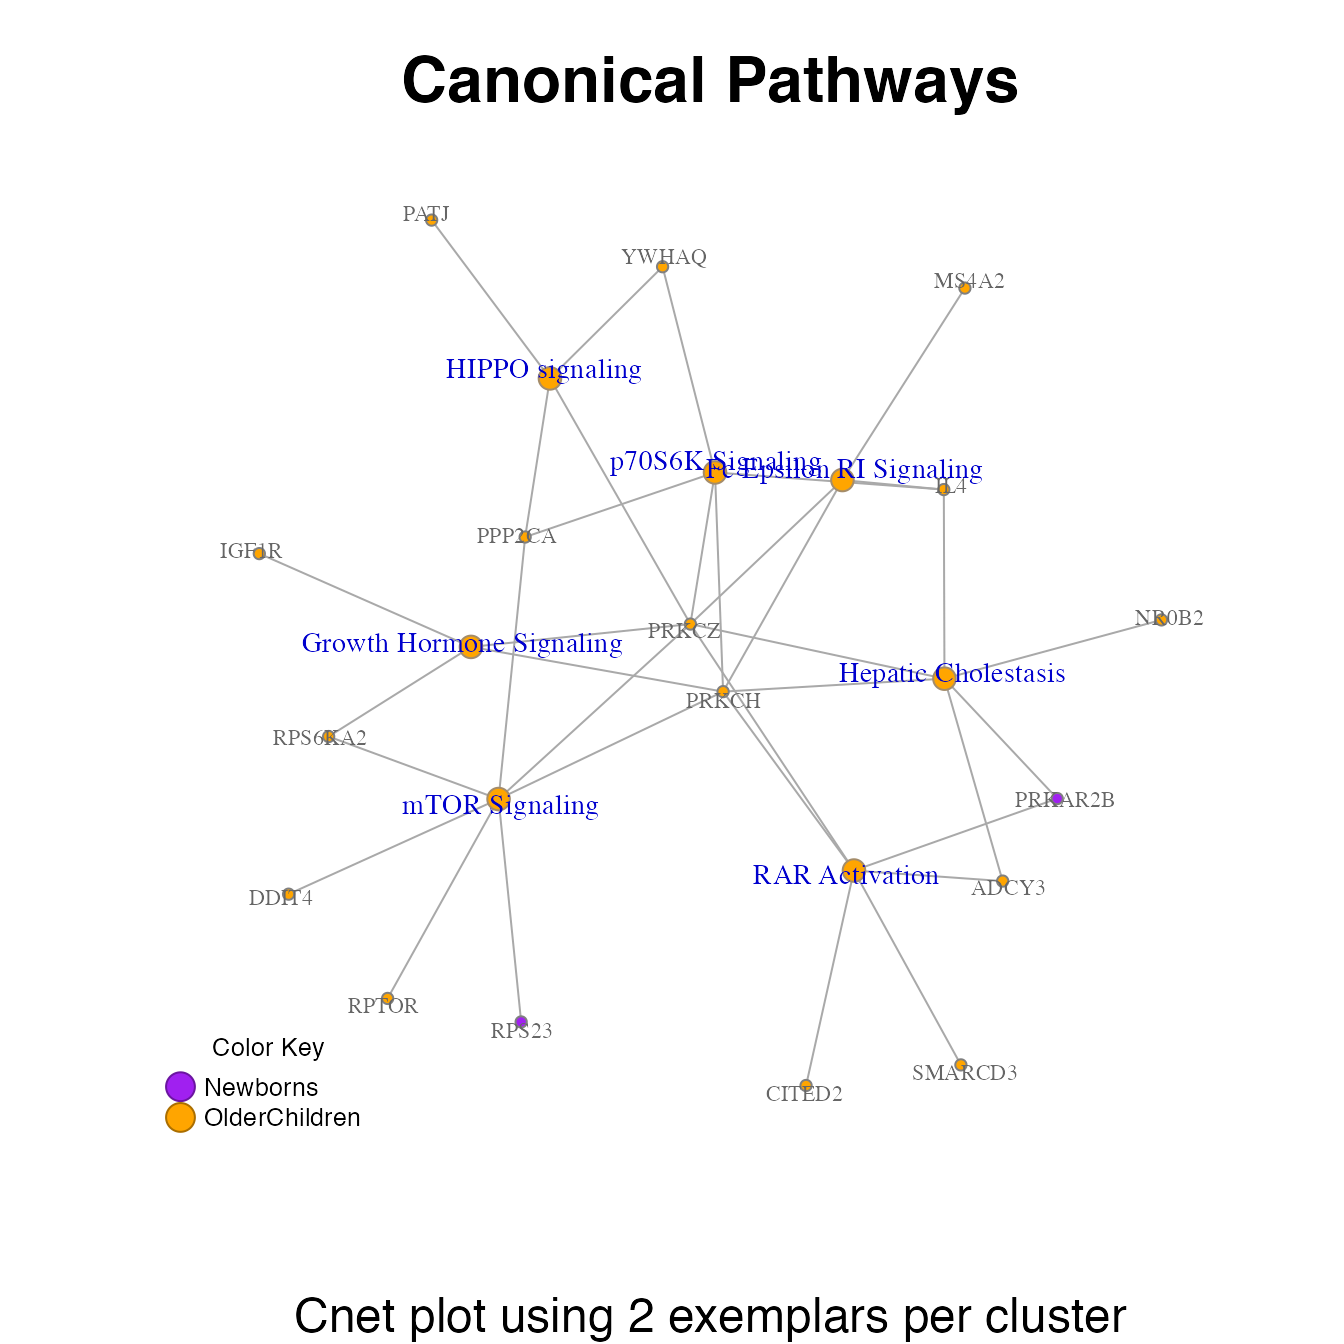 Canonical Pathways
PATJ
YWHAQ
MS4A2
HIPPO signaling
p70S6K Signaling
Fc Epsilon RI Signaling
IL4
PPP2CA
IGF1R
NR0B2
PRKCZ
Growth Hormone Signaling
Hepatic Cholestasis
PRKCH
RPS6KA2
PRKAR2B
mTOR Signaling
RAR Activation
ADCY3
DDIT4
RPTOR
RPS23
Color Key
SMARCD3
Newborns
CITED2
OlderChildren
Cnet plot using 2 exemplars per cluster